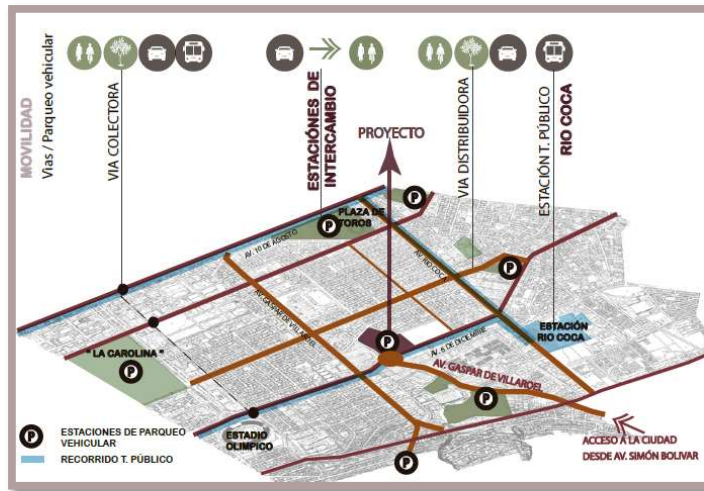 MOVILIDAD
Vias / Parqueo vehicular
VIA COLECTORA
ESTACIÓNES DE
INTERCAMBIO
PROYECTO
VIA DISTRIBUIDORA
ESTACIÓN T. PÚBLICO
RIO COCA
P
PLAZA DE
TOROS
P
AV. 10 DE AGOSTO
AV. RIO COCA
P
AV. GASPAR DE VILLAROEL
P
AV. 6 DE DICIEMBRE
ESTACIÓN
RIO COCA
" LA CAROLINA "
P
AV. GASPAR DE VILLAROEL
P
ESTADIO
OLIMPICO
P
ACCESO A LA CIUDAD
DESDE AV. SIMÓN BOLIVAR
P
ESTACIONES DE PARQUEO
VEHICULAR
RECORRIDO T. PÚBLICO